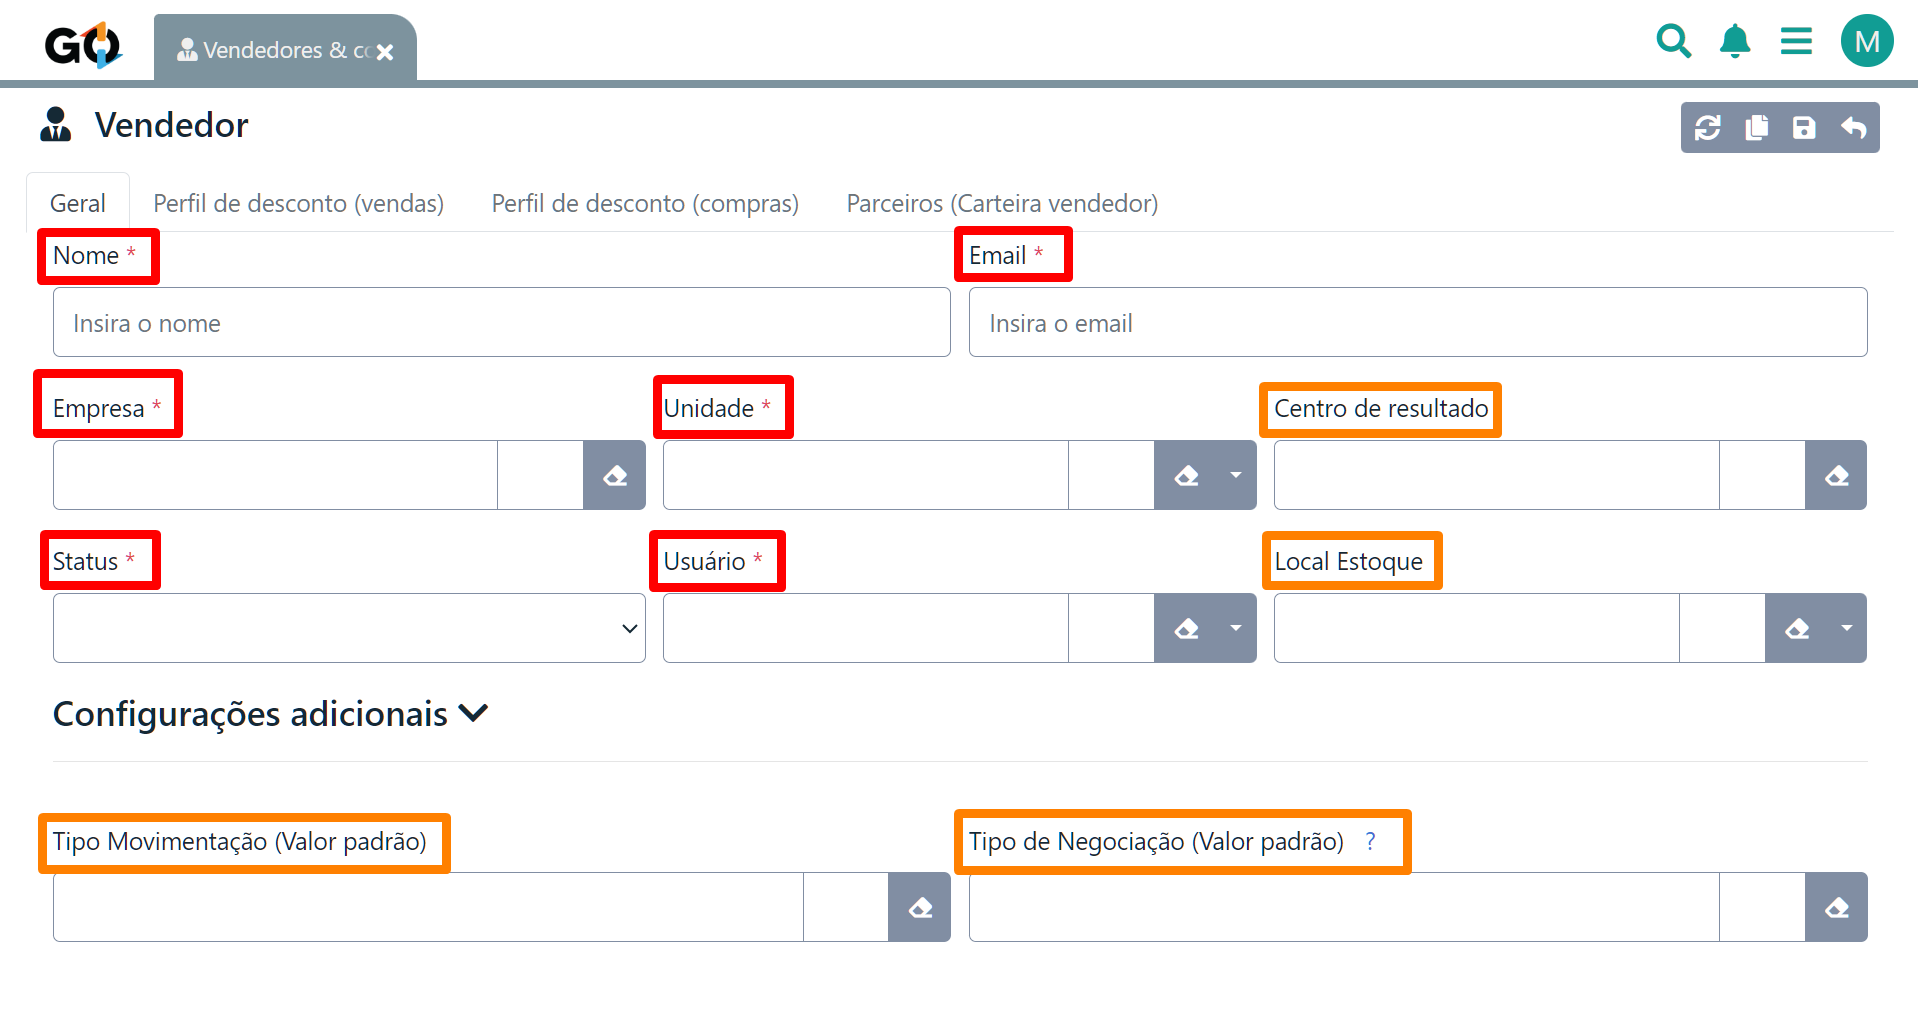 GO Vendedores & co M
Vendedor
Geral Perfil de desconto (vendas) Perfil de desconto (compras) Parceiros (Carteira vendedor)
Nome * Email *
Insira o nome Insira o email
Empresa * Unidade * Centro de resultado
Status * Usuário * Local Estoque
Configurações adicionais
Tipo Movimentação (Valor padrão) Tipo de Negociação (Valor padrão) ?